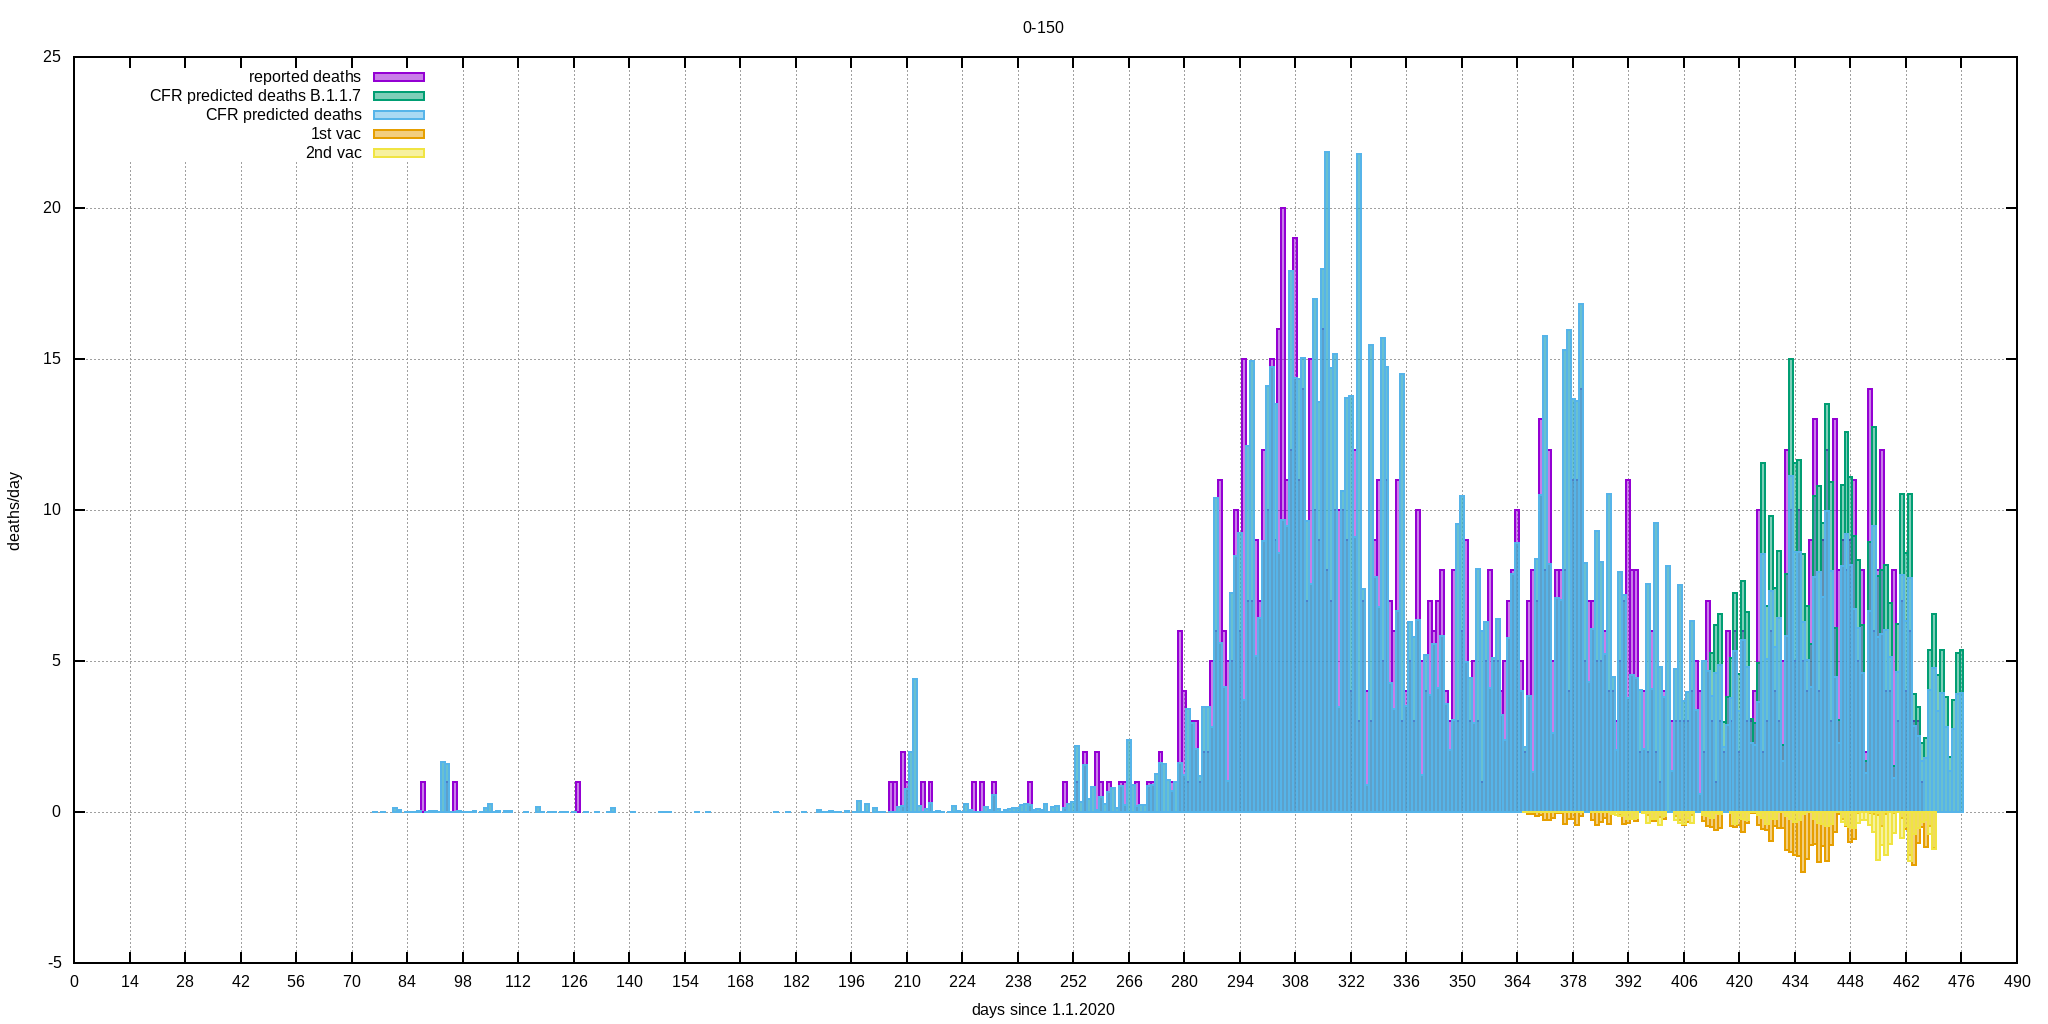 0-150
reported deaths
CFR predicted deaths B.1.1.7
CFR predicted deaths
1st vac
2nd vac
25
20
15
10
5
0
-5
deaths/day
0 14 28 42 56 70 84 98 112 126 140 154 168 182 196 210 224 238 252 266 280 294 308 322 336 350 364 378 392 406 420 434 448 462 476 490
days since 1.1.2020